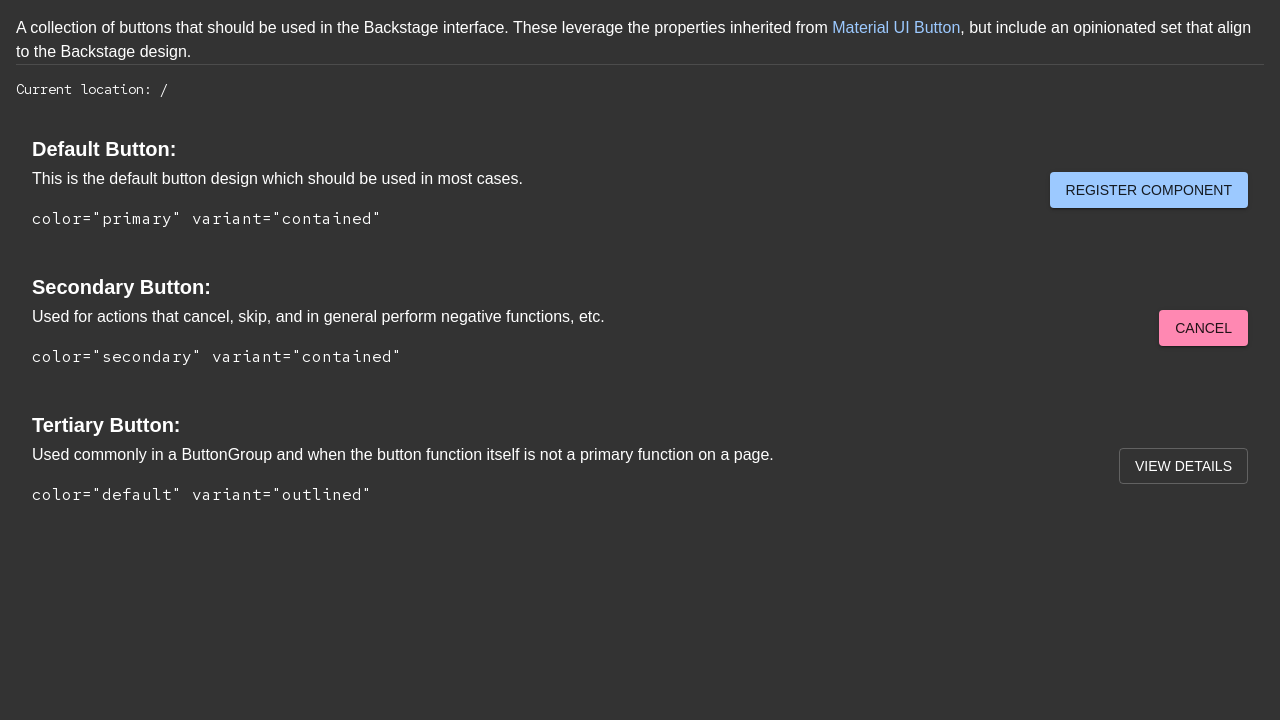 A collection of buttons that should be used in the Backstage interface. These leverage the properties inherited from Material UI Button, but include an opinionated set that align
to the Backstage design.
Current location: /
Default Button:
This is the default button design which should be used in most cases.
REGISTER COMPONENT
color="primary" variant="contained"
Secondary Button:
Used for actions that cancel, skip, and in general perform negative functions, etc.
CANCEL
color="secondary" variant="contained"
Tertiary Button:
Used commonly in a ButtonGroup and when the button function itself is not a primary function on a page.
VIEW DETAILS
color="default" variant="outlined"